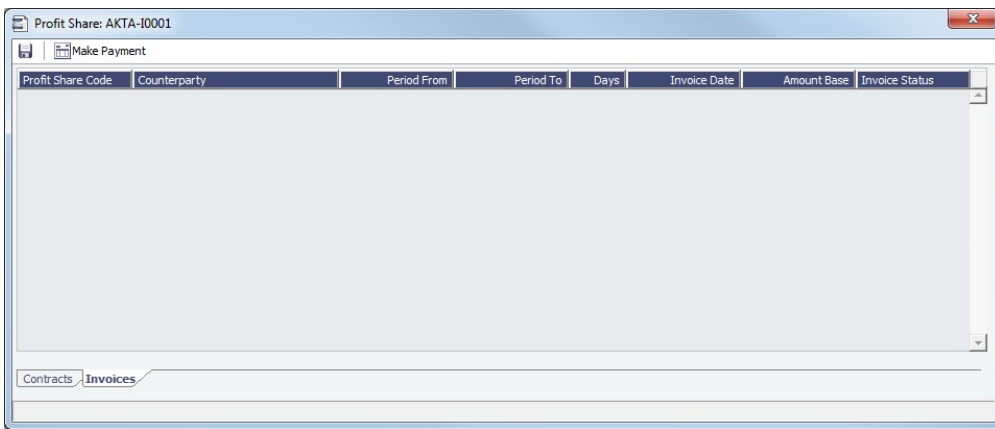 Profit Share: AKTA-I0001
Make Payment
Profit Share Code Counterparty Period From Period To Days Invoice Date Amount Base Invoice Status
Contracts Invoices